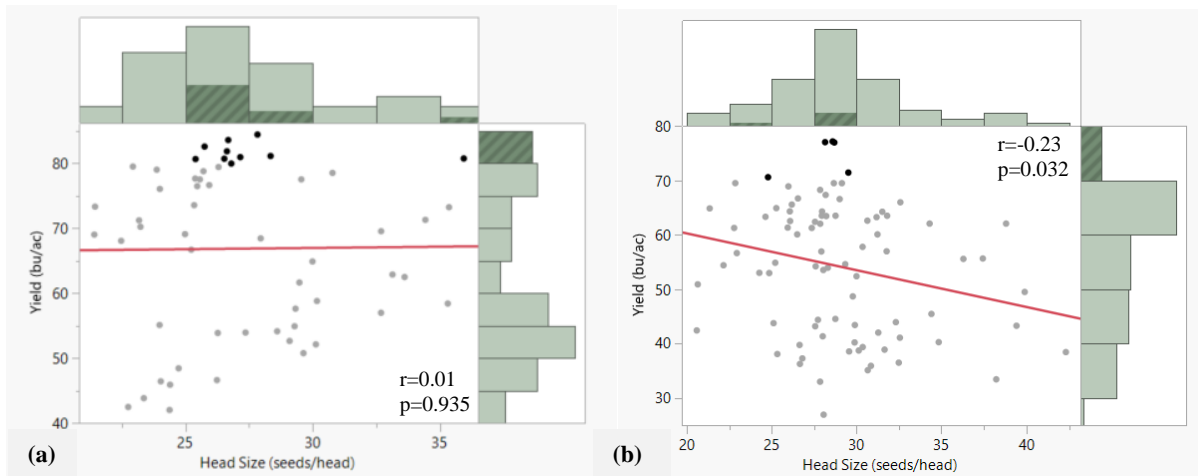 80
70
60
50
40
Yield (bu/ac)
r=0.01
p=0.935
25 30 35
Head Size (seeds/head)
(a)
80
70
60
50
40
30
Yield (bu/ac)
r=-0.23
p=0.032
20 25 30 35 40
Head Size (seeds/head)
(b)